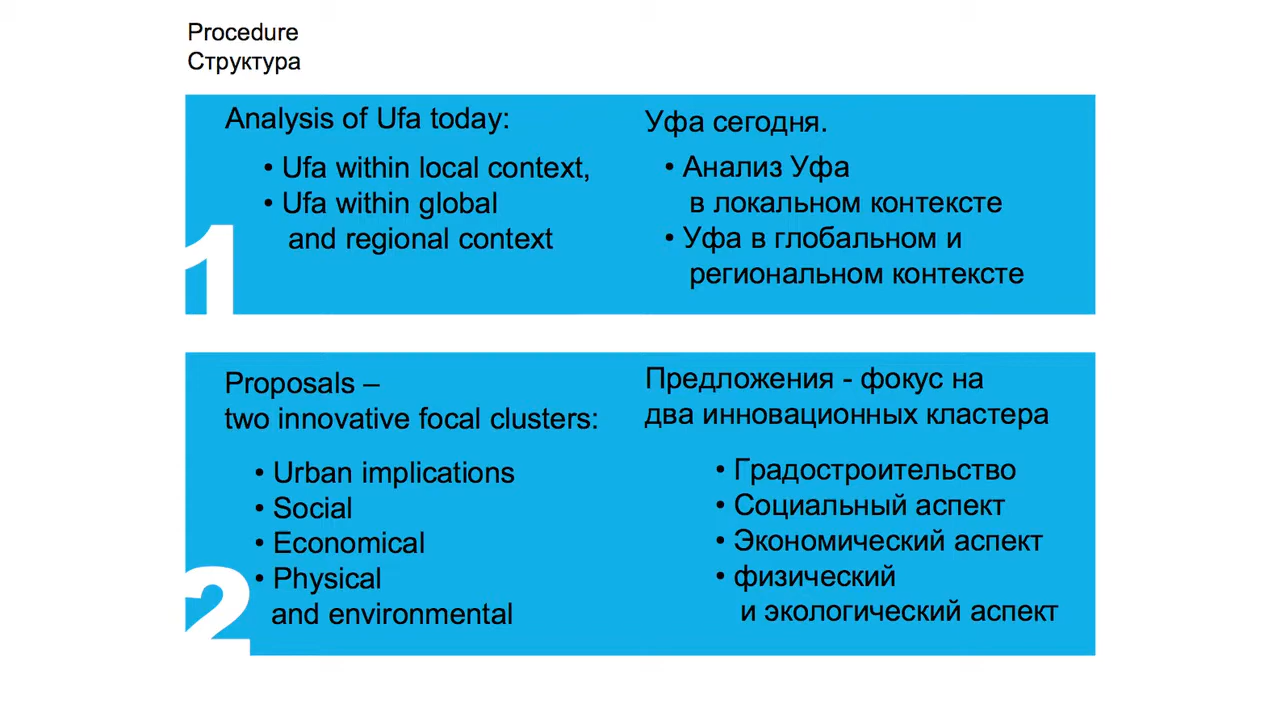 Procedure
Структура
Analysis of Ufa today:
• Ufa within local context,
• Ufa within global
and regional context
1
Уфа сегодня.
• Анализ Уфа
в локальном контексте
• Уфа в глобальном и
региональном контексте
Proposals –
two innovative focal clusters:
• Urban implications
• Social
• Economical
• Physical
and environmental
2
Предложения - фокус на
два инновационных кластера
• Градостроительство
• Социальный аспект
• Экономический аспект
• физический
и экологический аспект